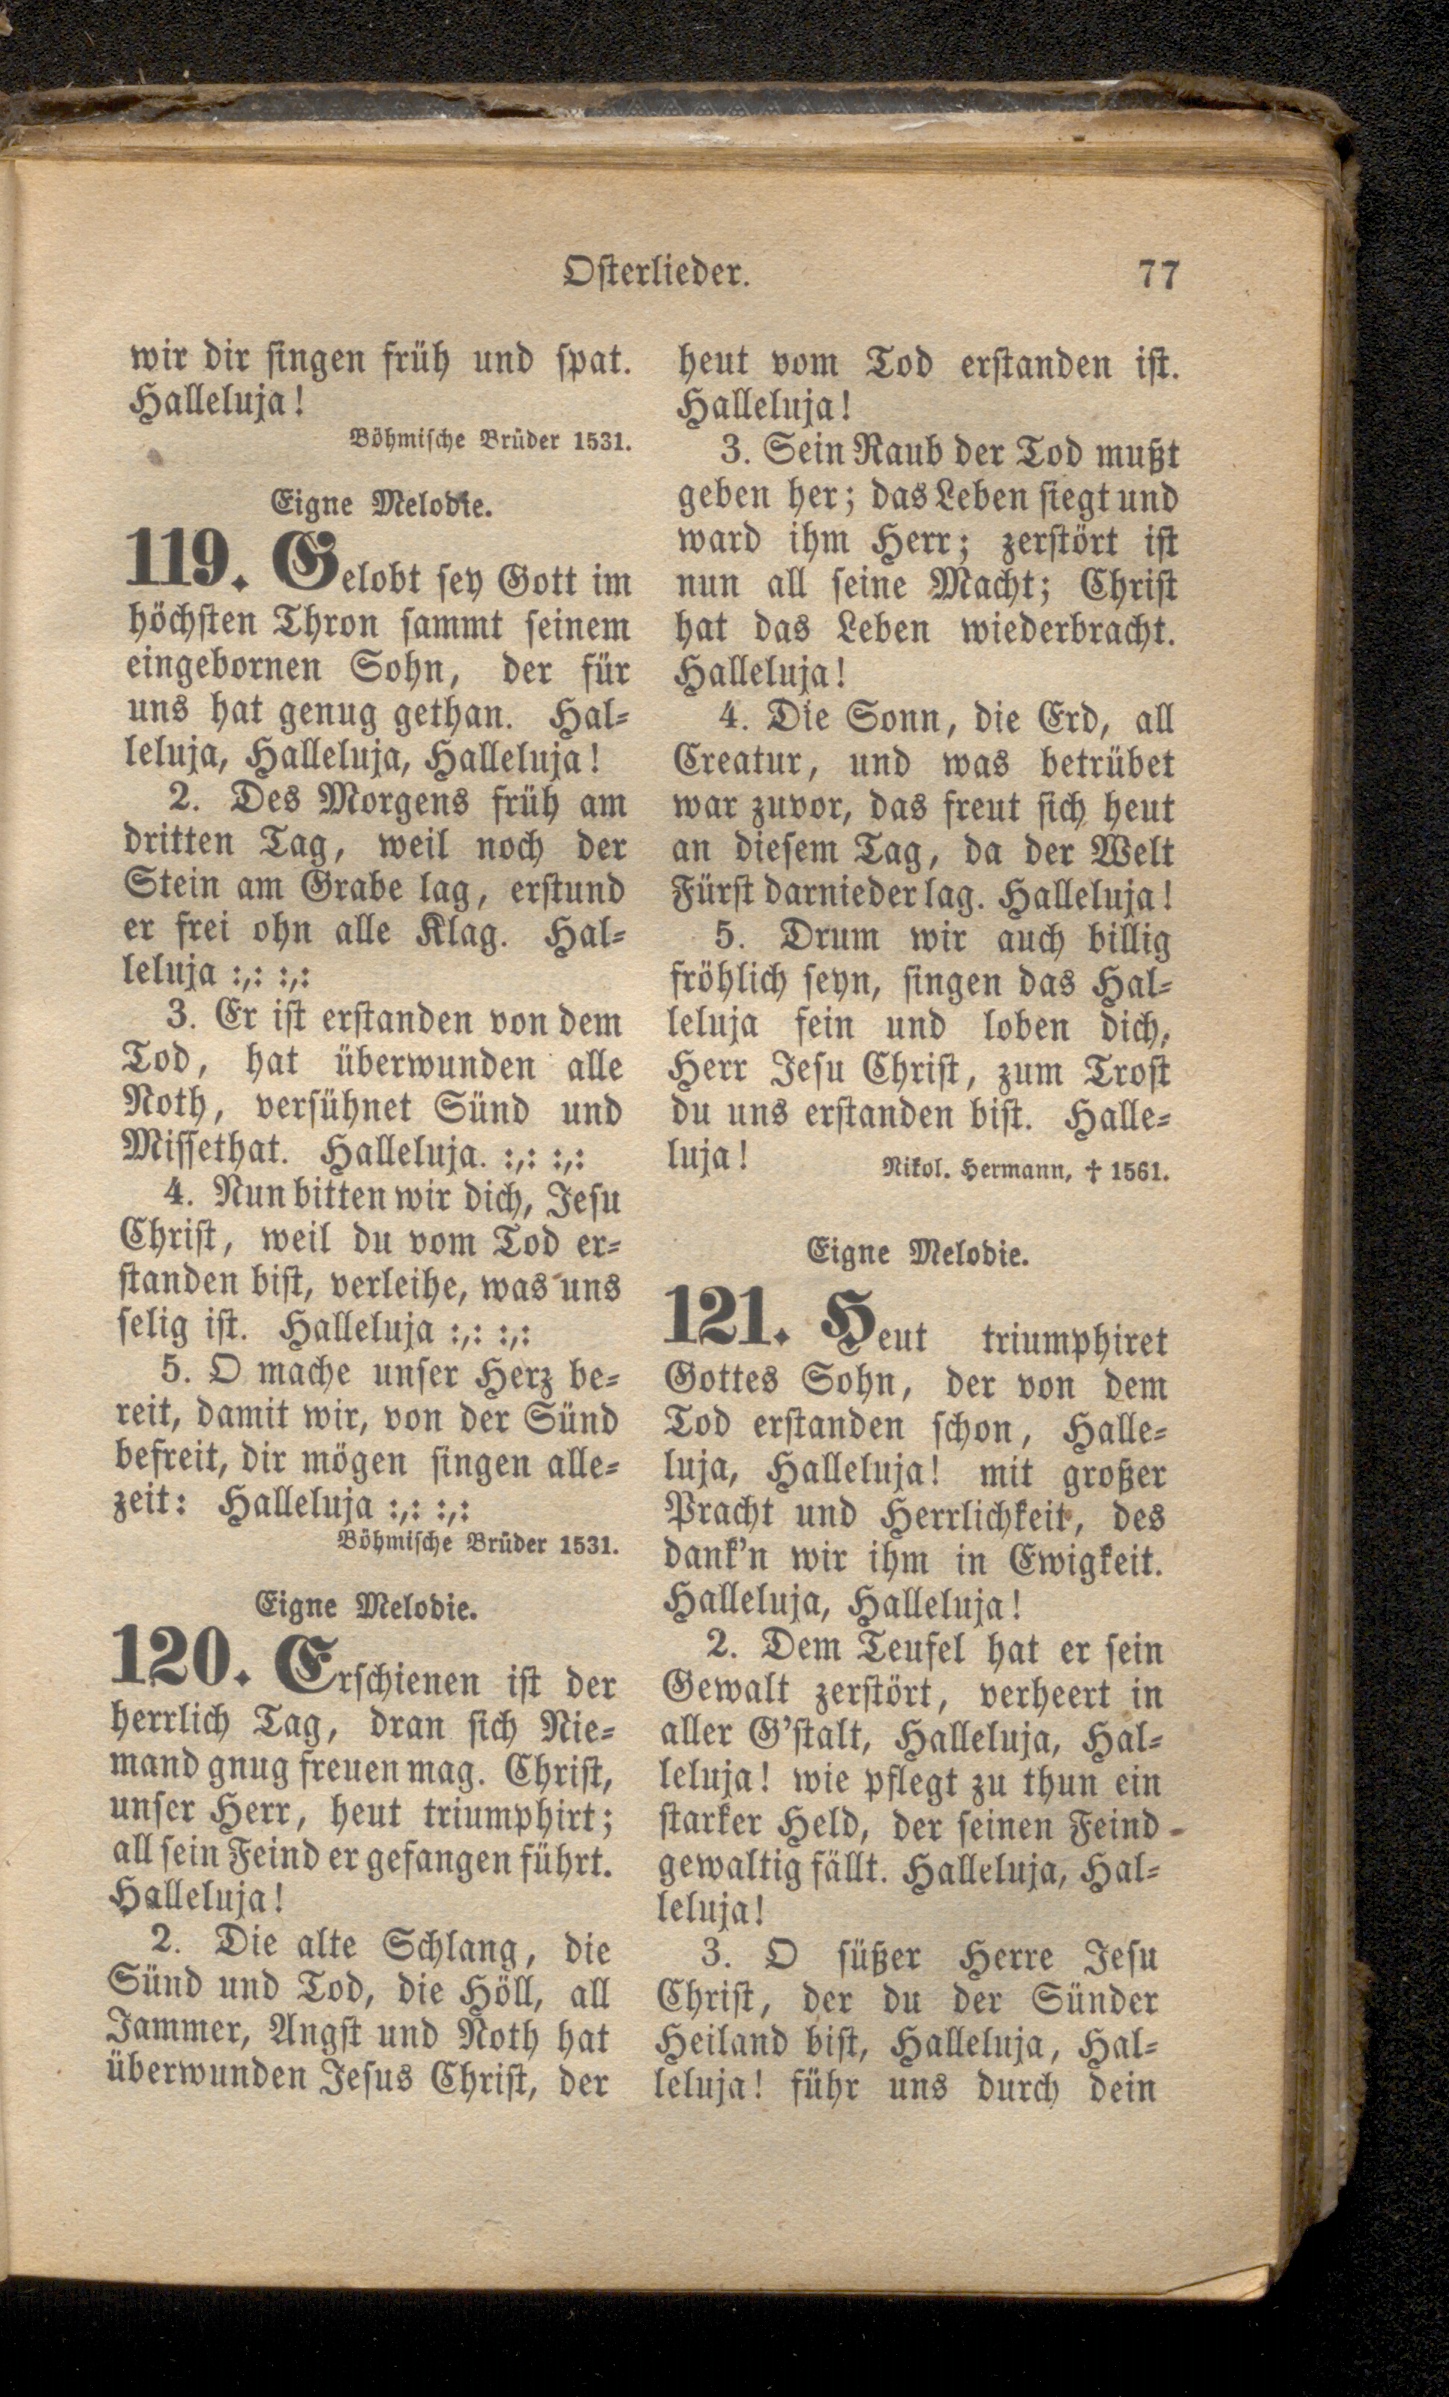 Osterlieder. 77
wir dir singen früh und spat.
Halleluja!
Böhmische Brüder 1531.
Eigne Melodie.
119. Gelobt sey Gott im
höchsten Thron sammt seinem
eingebornen Sohn, der für
uns hat genug gethan. Hal-
leluja, Halleluja, Halleluja!
2. Des Morgens früh am
dritten Tag, weil noch der
Stein am Grabe lag, erstund
er frei ohn alle Klag. Hal-
leluja :,: :,:
3. Er ist erstanden von dem
Tod, hat überwunden alle
Noth, versühnet Sünd und
Missethat. Halleluja. :,: :,:
4. Nun bitten wir dich, Jesu
Christ, weil du vom Tod er-
standen bist, verleihe, was uns
selig ist. Halleluja :,: :,:
5. O mache unser Herz be-
reit, damit wir, von der Sünd
befreit, dir mögen singen alle-
zeit: Halleluja :,: :,:
Böhmische Brüder 1531.
Eigne Melodie.
120. Erschienen ist der
herrlich Tag, dran sich Nie-
mand gnug freuen mag. Christ,
unser Herr, heut triumphirt;
all sein Feind er gefangen führt.
Halleluja!
2. Die alte Schlang, die
Sünd und Tod, die Höll, all
Jammer, Angst und Noth hat
überwunden Jesus Christ, der
heut vom Tod erstanden ist.
Halleluja!
3. Sein Raub der Tod mußt
geben her; das Leben siegt und
ward ihm Herr; zerstört ist
nun all seine Macht; Christ
hat das Leben wiederbracht.
Halleluja!
4. Die Sonn, die Erd, all
Creatur, und was betrübet
war zuvor, das freut sich heut
an diesem Tag, da der Welt
Fürst darnieder lag. Halleluja!
5. Drum wir auch billig
fröhlich seyn, singen das Hal-
leluja fein und loben dich,
Herr Jesu Christ, zum Trost
du uns erstanden bist. Halle-
luja!
Nikol. Hermann, † 1561.
Eigne Melodie.
121. Heut triumphiret
Gottes Sohn, der von dem
Tod erstanden schon, Halle-
luja, Halleluja! mit großer
Pracht und Herrlichkeit, des
dank'n wir ihm in Ewigkeit.
Halleluja, Halleluja!
2. Dem Teufel hat er sein
Gewalt zerstört, verheert in
aller G'stalt, Halleluja, Hal-
leluja! wie pflegt zu thun ein
starker Held, der seinen Feind
gewaltig fällt. Halleluja, Hal-
leluja!
3. O süßer Herre Jesu
Christ, der du der Sünder
Heiland bist, Halleluja, Hal-
leluja! führ uns durch dein